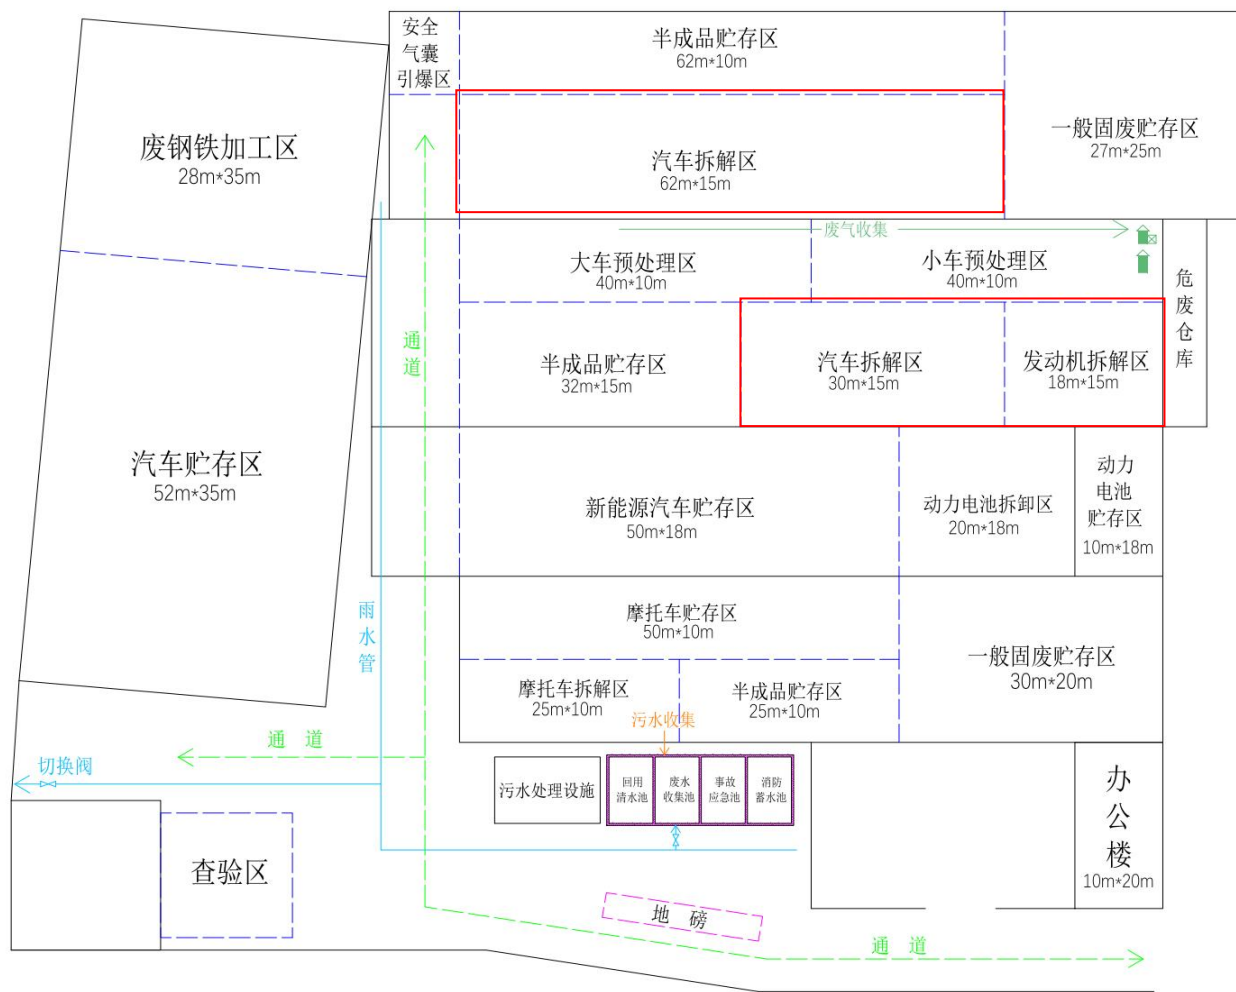 安全
气囊
引爆区
半成品贮存区
62m*10m
汽车拆解区
62m*15m
一般固废贮存区
27m*25m
废钢铁加工区
28m*35m
汽车贮存区
52m*35m
通
道
废气收集
大车预处理区
40m*10m
小车预处理区
40m*10m
危
废
仓
库
半成品贮存区
32m*15m
汽车拆解区
30m*15m
发动机拆解区
18m*15m
新能源汽车贮存区
50m*18m
动力电池拆卸区
20m*18m
动力
电池
贮存区
10m*18m
雨
水
管
摩托车贮存区
50m*10m
一般固废贮存区
30m*20m
摩托车拆解区
25m*10m
半成品贮存区
25m*10m
污水收集
通 道
切换阀
污水处理设施
回用
清水池
废水
收集池
事故
应急池
消防
蓄水池
办
公
楼
10m*20m
查验区
地 磅
通 道